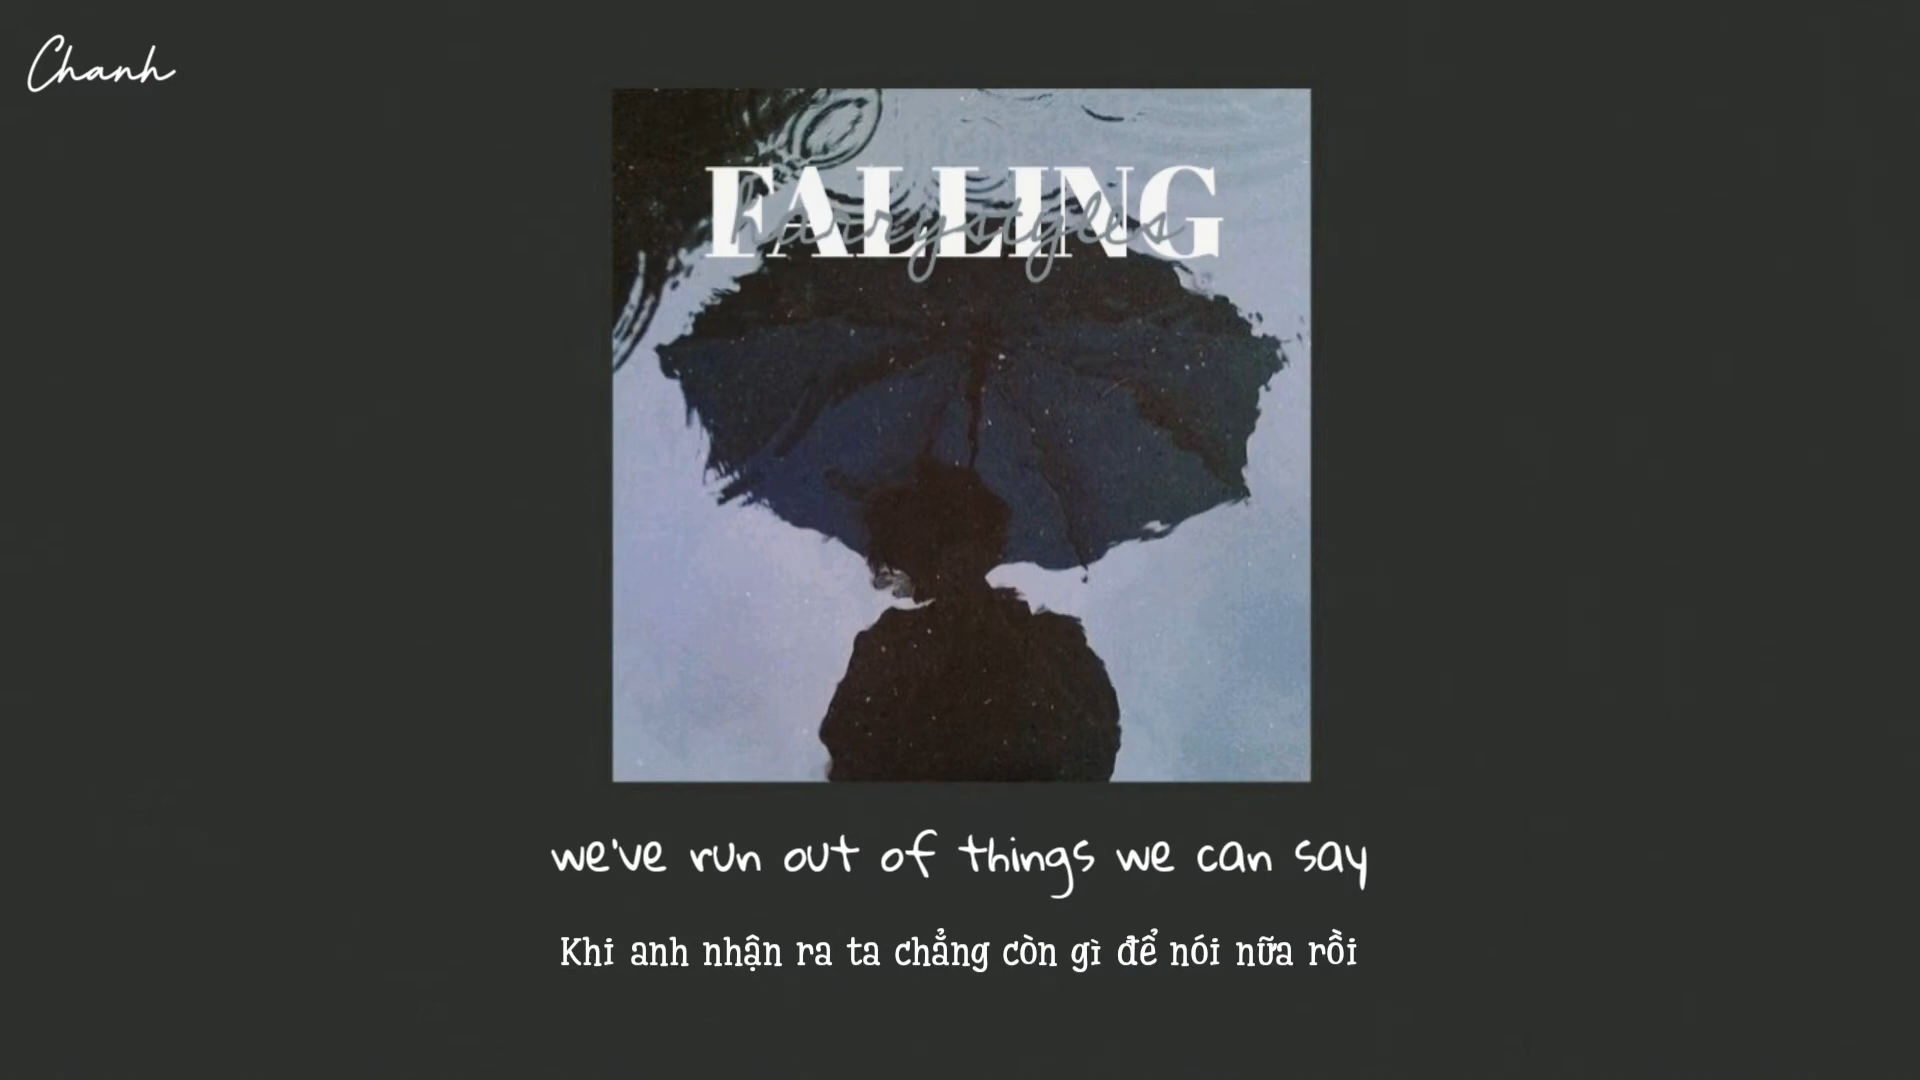 Chanh
FALLING
harrystyles
we've run out of things we can say
Khi anh nhận ra ta chẳng còn gì để nói nữa rồi